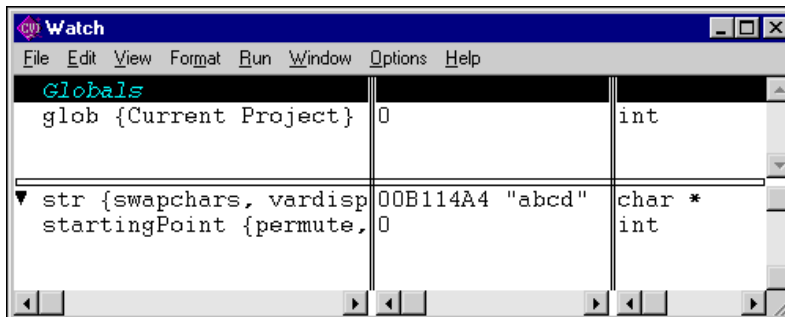 CVI Watch
File Edit View Format Run Window Options Help
Globals
glob {Current Project} 0 int
str {swapchars, vardisp 00B114A4 "abcd" char *
startingPoint {permute, 0 int